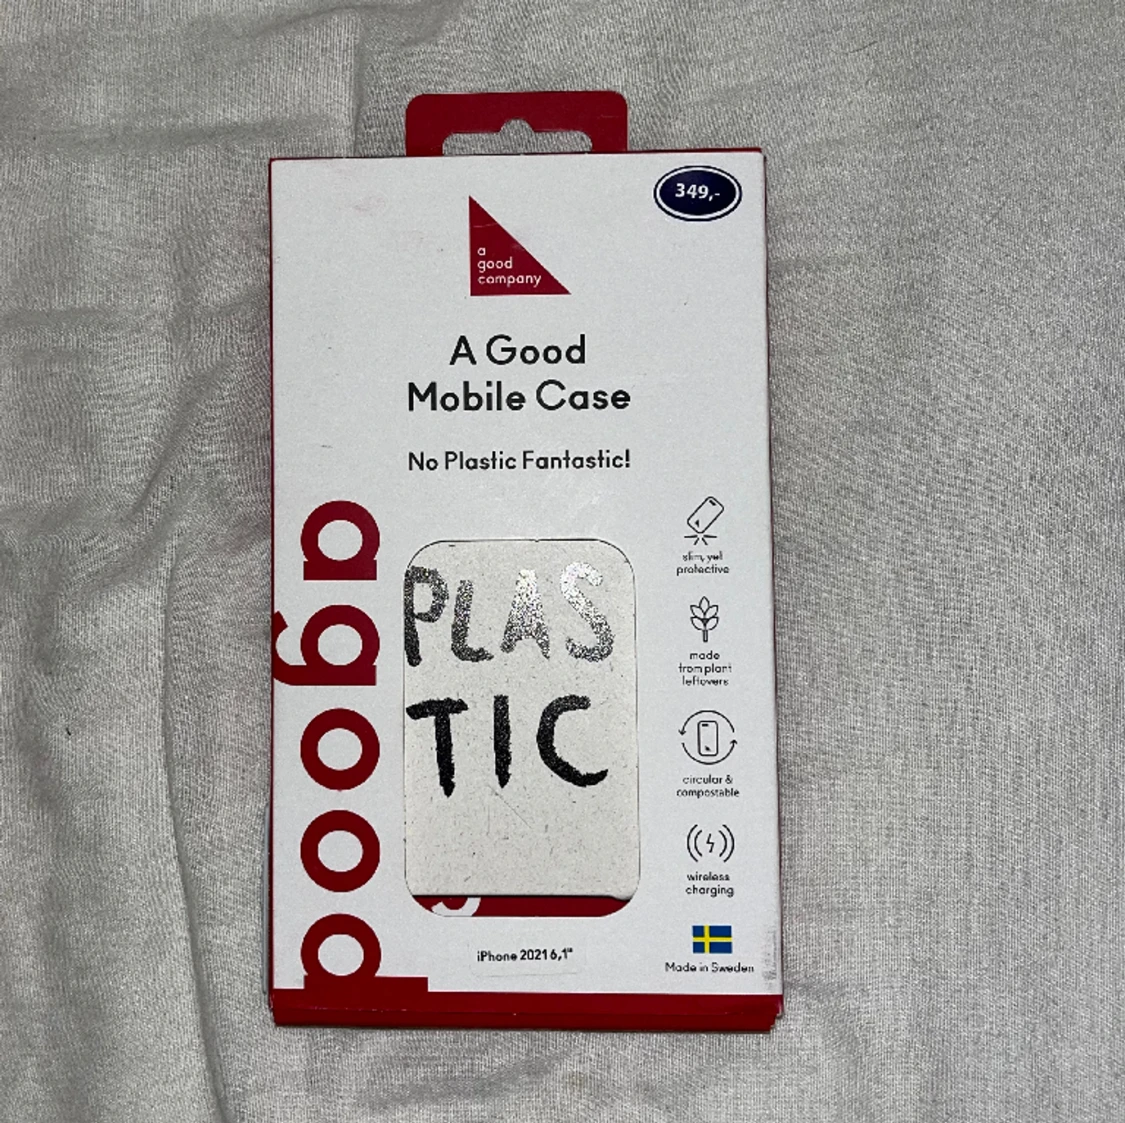 349,-
a
good
company
A Good
Mobile Case
No Plastic Fantastic!
agood
PLAS
TIC
slim, yet
protective
made
from plant
leftovers
circular &
compostable
wireless
charging
iPhone 2021 6,1"
Made in Sweden